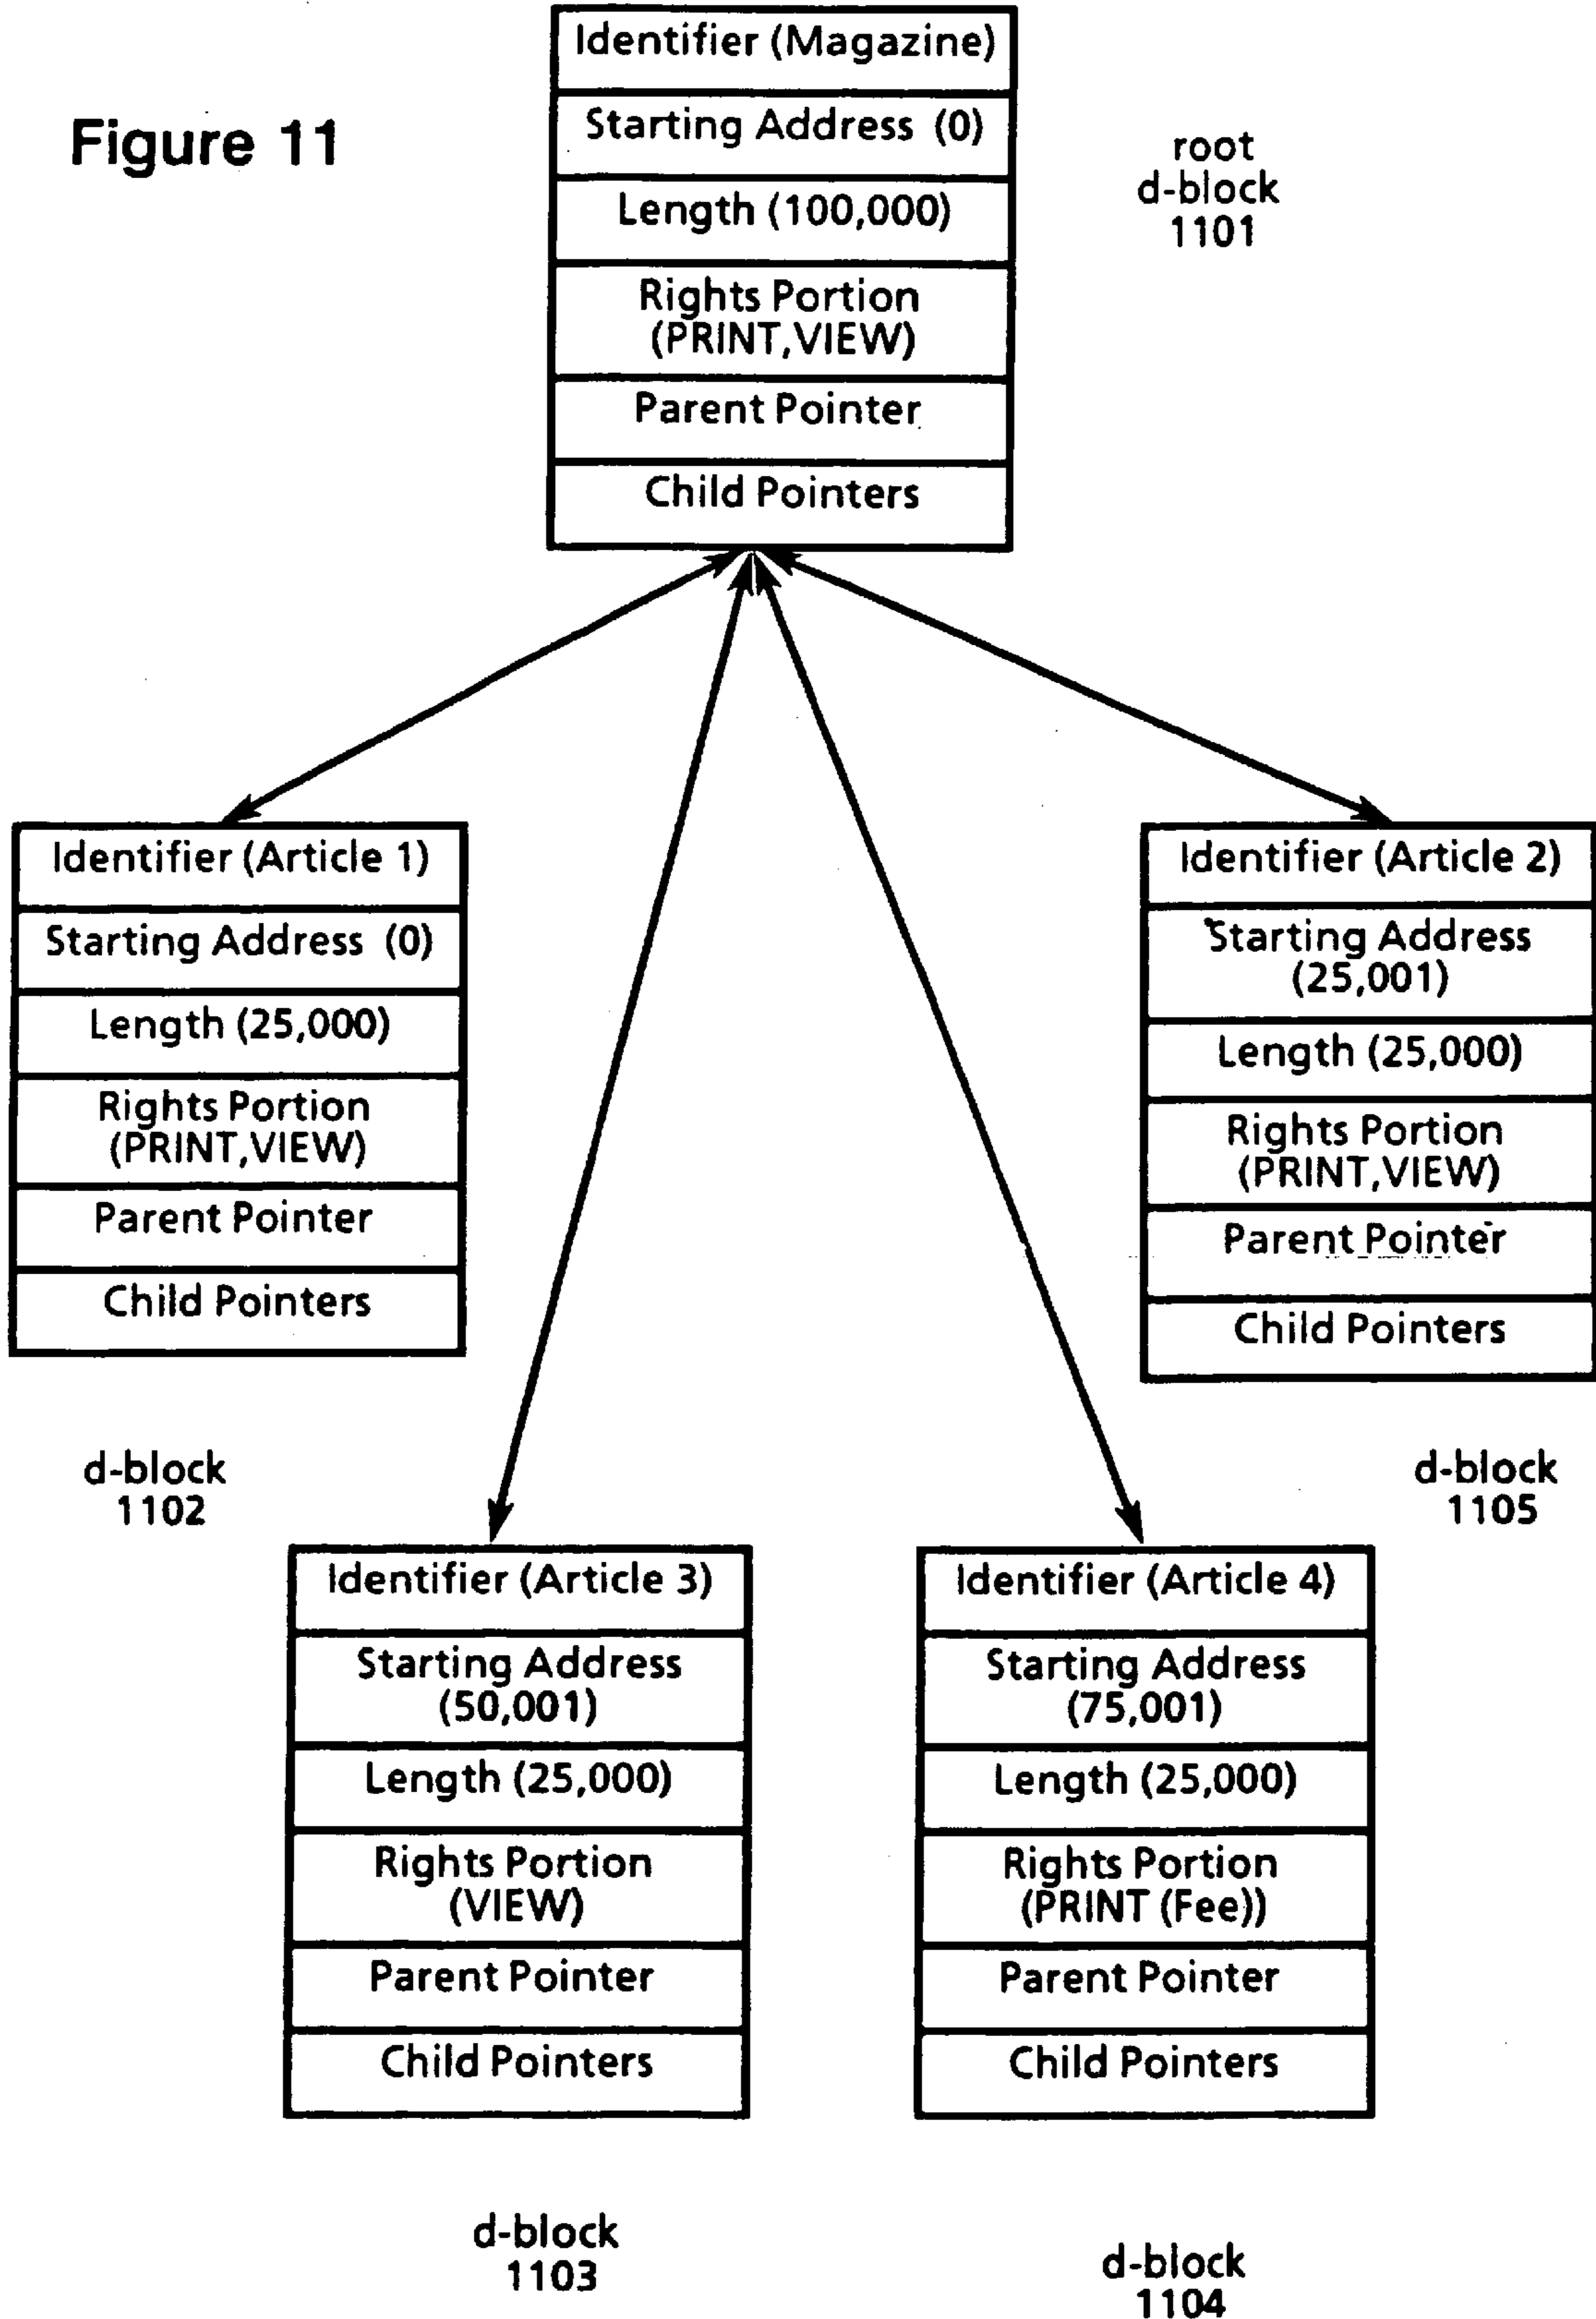 Figure 11
Identifier (Magazine)
Starting Address (0)
Length (100,000)
Rights Portion
(PRINT,VIEW)
Parent Pointer
Child Pointers
root
d-block
1101
Identifier (Article 1)
Starting Address (0)
Length (25,000)
Rights Portion
(PRINT,VIEW)
Parent Pointer
Child Pointers
d-block
1102
Identifier (Article 2)
Starting Address
(25,001)
Length (25,000)
Rights Portion
(PRINT,VIEW)
Parent Pointer
Child Pointers
d-block
1105
Identifier (Article 3)
Starting Address
(50,001)
Length (25,000)
Rights Portion
(VIEW)
Parent Pointer
Child Pointers
d-block
1103
Identifier (Article 4)
Starting Address
(75,001)
Length (25,000)
Rights Portion
(PRINT (Fee))
Parent Pointer
Child Pointers
d-block
1104